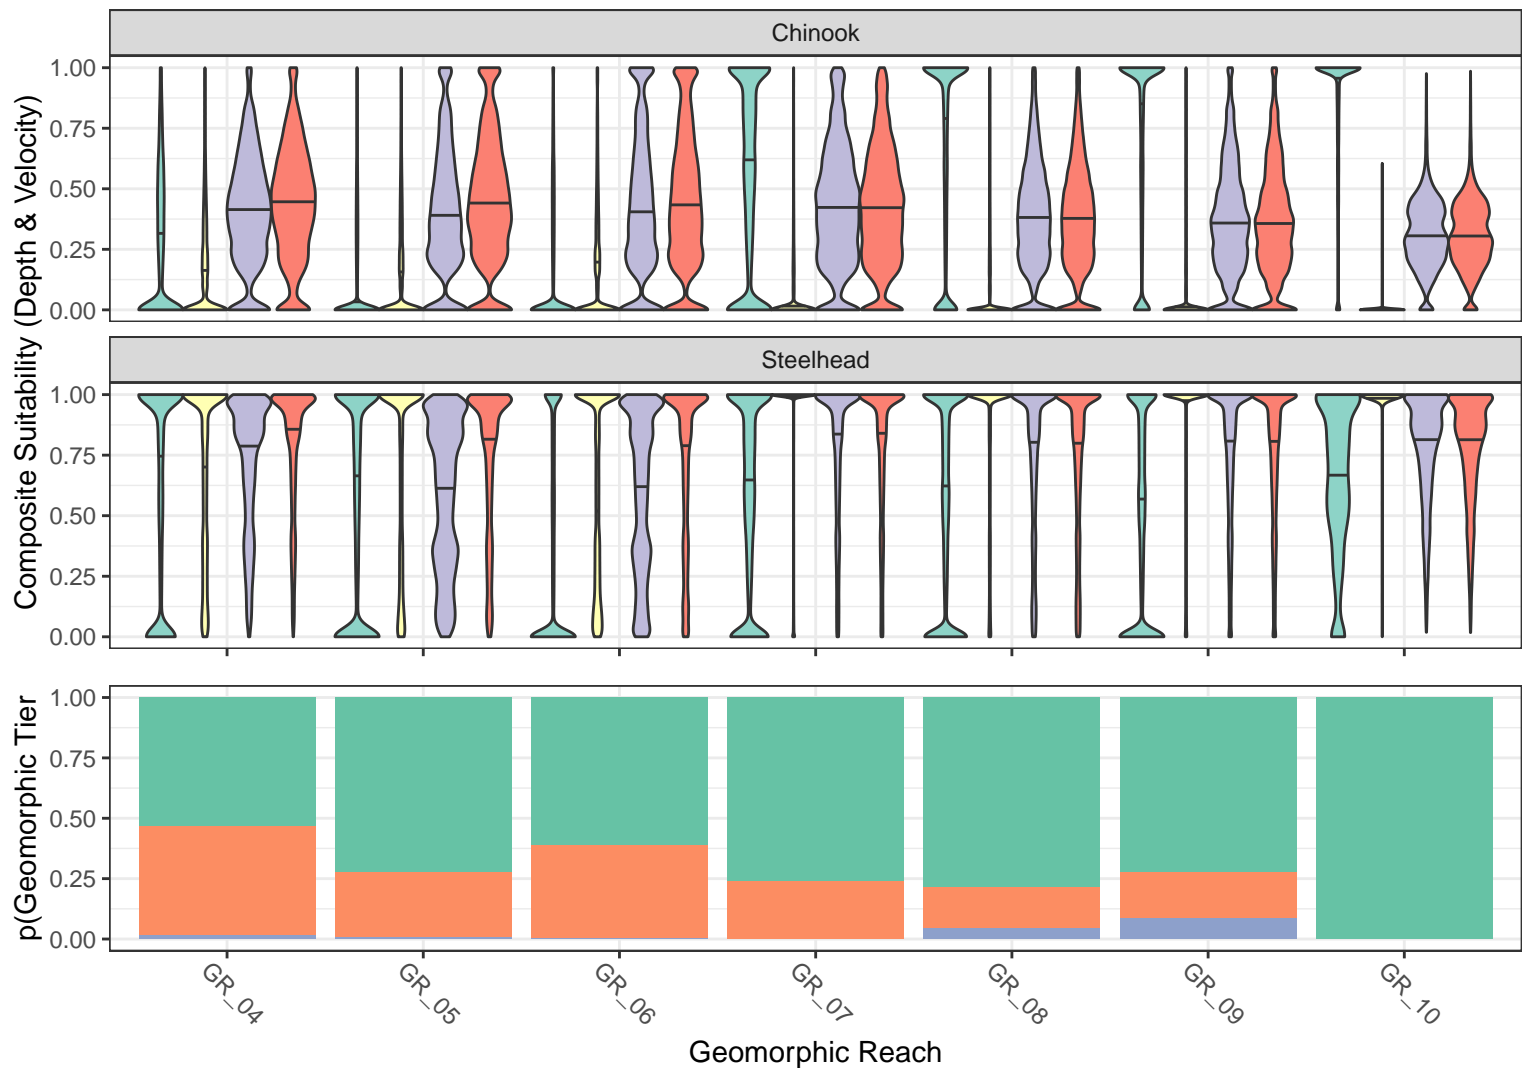 Chinook
1.00
0.75
0.50
0.25
0.00
Composite Suitability (Depth & Velocity)
Steelhead
1.00
0.75
0.50
0.25
0.00
p(Geomorphic Tier
1.00
0.75
0.50
0.25
0.00
GR_04
GR_05
GR_06
GR_07
GR_08
GR_09
GR_10
Geomorphic Reach